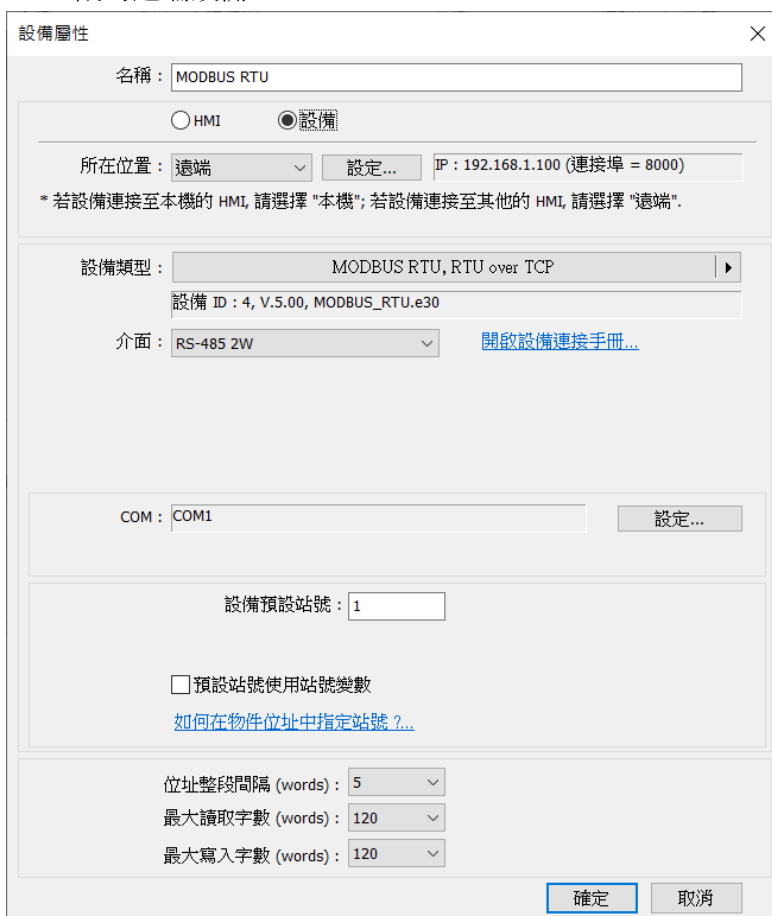 設備屬性
名稱： MODBUS RTU
HMI 設備
所在位置： 遠端 設定... IP : 192.168.1.100 (連接埠 = 8000)
* 若設備連接至本機的 HMI, 請選擇 "本機"; 若設備連接至其他的 HMI, 請選擇 "遠端".
設備類型： MODBUS RTU, RTU over TCP
設備 ID : 4, V.5.00, MODBUS_RTU.e30
介面： RS-485 2W 開啟設備連接手冊...
COM： COM1 設定...
設備預設站號： 1
預設站號使用站號變數
如何在物件位址中指定站號 ?...
位址整段間隔 (words)： 5
最大讀取字數 (words)： 120
最大寫入字數 (words)： 120
確定 取消